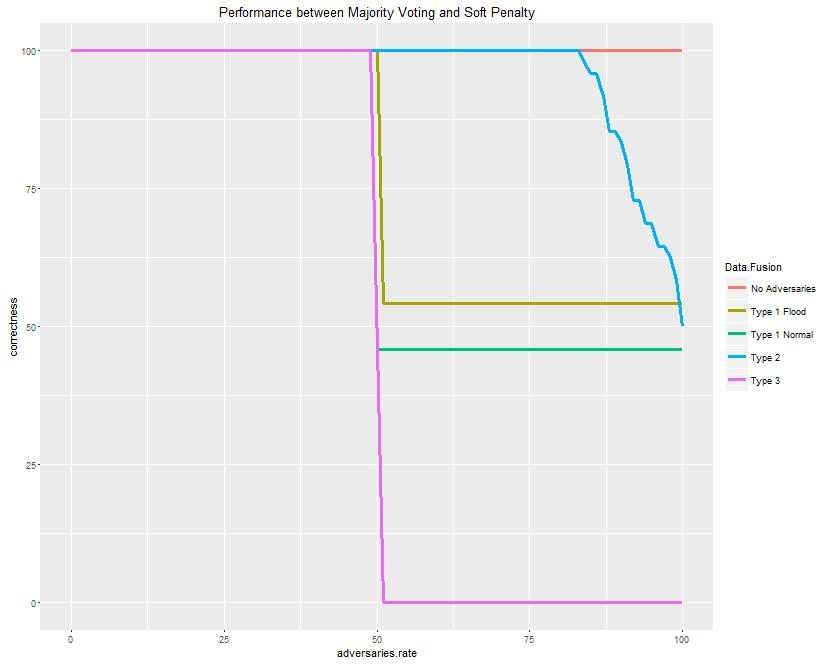 Performance between Majority Voting and Soft Penalty
100
75
50
25
0
correctness
0 25 50 75 100
adversaries.rate
Data.Fusion
No Adversaries
Type 1 Flood
Type 1 Normal
Type 2
Type 3